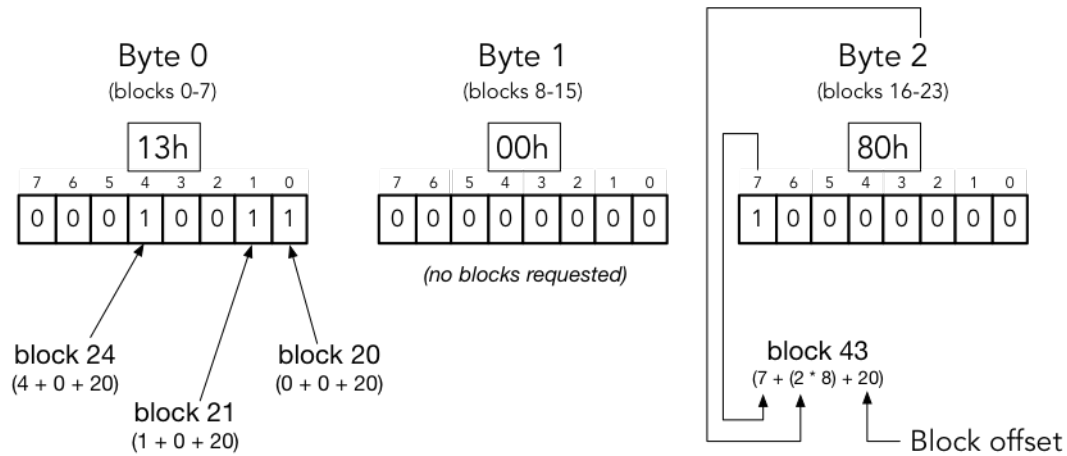 Byte 0
(blocks 0-7)
13h
7 6 5 4 3 2 1 0
0 0 0 1 0 0 1 1
block 24
(4 + 0 + 20)
block 21
(1 + 0 + 20)
block 20
(0 + 0 + 20)
Byte 1
(blocks 8-15)
00h
7 6 5 4 3 2 1 0
0 0 0 0 0 0 0 0
(no blocks requested)
Byte 2
(blocks 16-23)
80h
7 6 5 4 3 2 1 0
1 0 0 0 0 0 0 0
block 43
(7 + (2 * 8) + 20)
Block offset